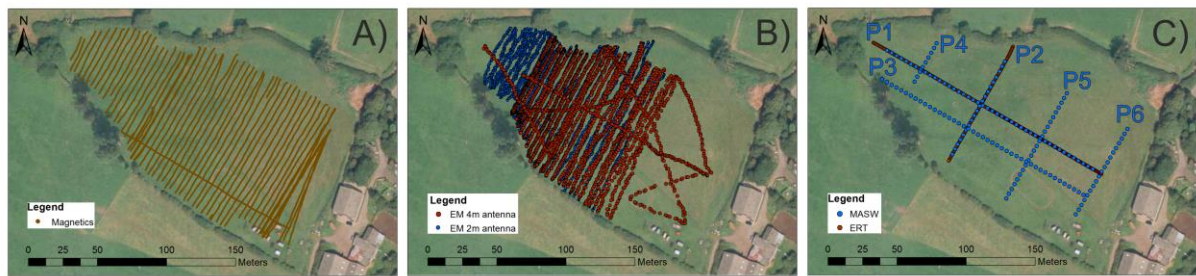 N
A)
Legend
Magnetics
0 25 50 100 150
Meters
N
B)
Legend
EM 4m antenna
EM 2m antenna
0 25 50 100 150
Meters
N
C)
P1
P4
P2
P3
P5
P6
Legend
MASW
ERT
0 25 50 100 150
Meters